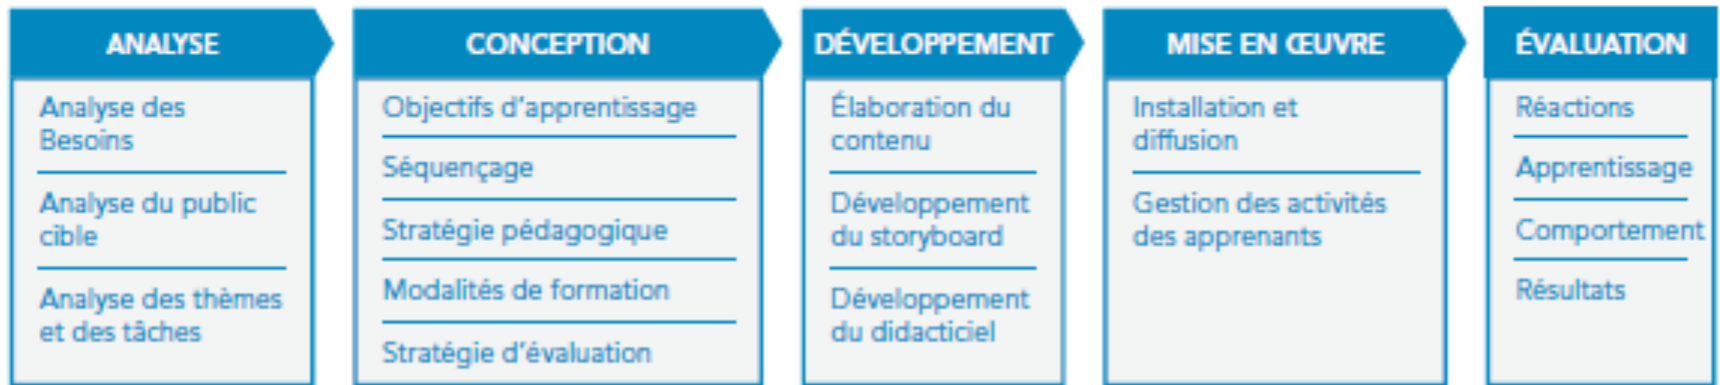 ANALYSE
Analyse des
Besoins
Analyse du public
cible
Analyse des thèmes
et des tâches
CONCEPTION
Objectifs d'apprentissage
Séquençage
Stratégie pédagogique
Modalités de formation
Stratégie d'évaluation
DÉVELOPPEMENT
Élaboration du
contenu
Développement
du storyboard
Développement
du didacticiel
MISE EN ŒUVRE
Installation et
diffusion
Gestion des activités
des apprenants
ÉVALUATION
Réactions
Apprentissage
Comportement
Résultats